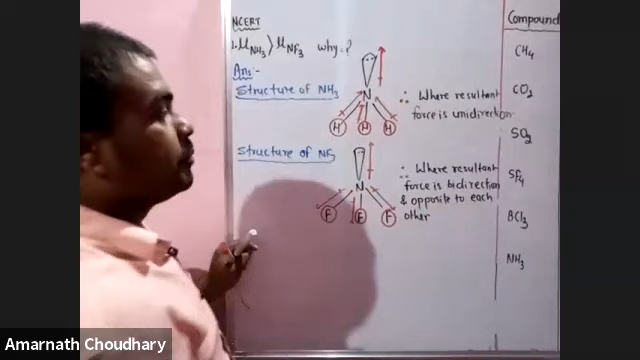 NCERT
1. μNH3 > μNF3 why?
Ans:-
Structure of NH3
N
H H H
∴ Where resultant
force is unidirection
Structure of NF3
N
F F F
∴ Where resultant
force is bidirection
& opposite to each
other
Compound
CH4
CO2
SO2
SF4
BCl3
NH3
Amarnath Choudhary